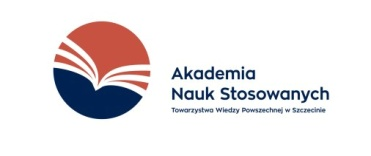 Akademia
Nauk Stosowanych
Towarzystwa Wiedzy Powszechnej w Szczecinie